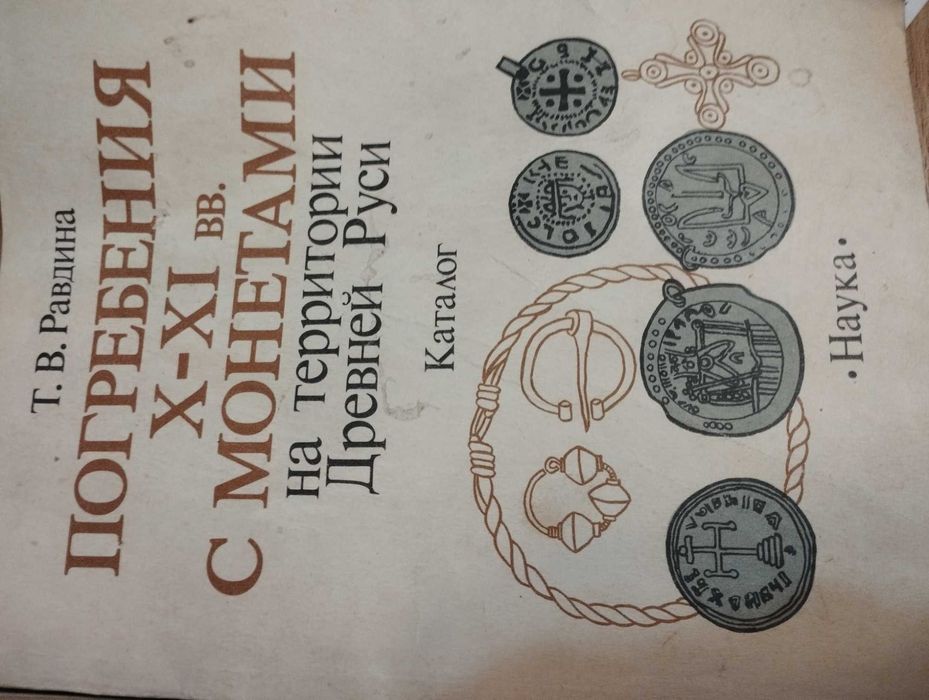 Т. В. Равдина
ПОГРЕБЕНИЯ
X-XI вв.
С МОНЕТАМИ
на территории
Древней Руси
Каталог
• Наука •